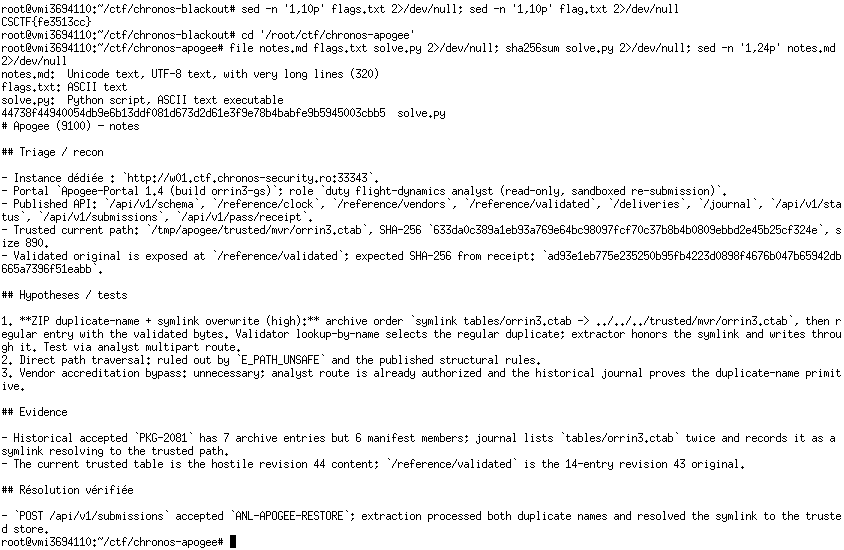 root@vmi3694110:~/ctf/chronos-blackout# sed -n '1,10p' flags.txt 2>/dev/null; sed -n '1,10p' flag.txt 2>/dev/null
CSCTF{fe3513cc}
root@vmi3694110:~/ctf/chronos-blackout# cd '/root/ctf/chronos-apogee'
root@vmi3694110:~/ctf/chronos-apogee# file notes.md flags.txt solve.py 2>/dev/null; sha256sum solve.py 2>/dev/null; sed -n '1,24p' notes.md
2>/dev/null
notes.md:  Unicode text, UTF-8 text, with very long lines (320)
flags.txt: ASCII text
solve.py:  Python script, ASCII text executable
44738f44940054db9e6b13ddf081d673d2d61e3f9e78b4babfe9b5945003cbb5  solve.py
# Apogee (9100) — notes

## Triage / recon

- Instance dédiée : `http://w01.ctf.chronos-security.ro:33343`.
- Portal `Apogee-Portal 1.4 (build orrin3-gs)`; role `duty flight-dynamics analyst (read-only, sandboxed re-submission)`.
- Published API: `/api/v1/schema`, `/reference/clock`, `/reference/vendors`, `/reference/validated`, `/deliveries`, `/journal`, `/api/v1/sta
tus`, `/api/v1/submissions`, `/api/v1/pass/receipt`.
- Trusted current path: `/tmp/apogee/trusted/mvr/orrin3.ctab`, SHA-256 `633da0c389a1eb93a769e64bc98097fcf70c37b8b4b0809ebbd2e45b25cf324e`, s
ize 890.
- Validated original is exposed at `/reference/validated`; expected SHA-256 from receipt: `ad93e1eb775e235250b95fb4223d0898f4676b047b65942db
665a7396f51eabb`.

## Hypotheses / tests

1. **ZIP duplicate-name + symlink overwrite (high):** archive order `symlink tables/orrin3.ctab -> ../../../trusted/mvr/orrin3.ctab`, then r
egular entry with the validated bytes. Validator lookup-by-name selects the regular duplicate; extractor honors the symlink and writes throu
gh it. Test via analyst multipart route.
2. Direct path traversal: ruled out by `E_PATH_UNSAFE` and the published structural rules.
3. Vendor accreditation bypass: unnecessary; analyst route is already authorized and the historical journal proves the duplicate-name primit
ive.

## Evidence

- Historical accepted `PKG-2081` has 7 archive entries but 6 manifest members; journal lists `tables/orrin3.ctab` twice and records it as a
symlink resolving to the trusted path.
- The current trusted table is the hostile revision 44 content; `/reference/validated` is the 14-entry revision 43 original.

## Résolution vérifiée

- `POST /api/v1/submissions` accepted `ANL-APOGEE-RESTORE`; extraction processed both duplicate names and resolved the symlink to the truste
d store.
root@vmi3694110:~/ctf/chronos-apogee#